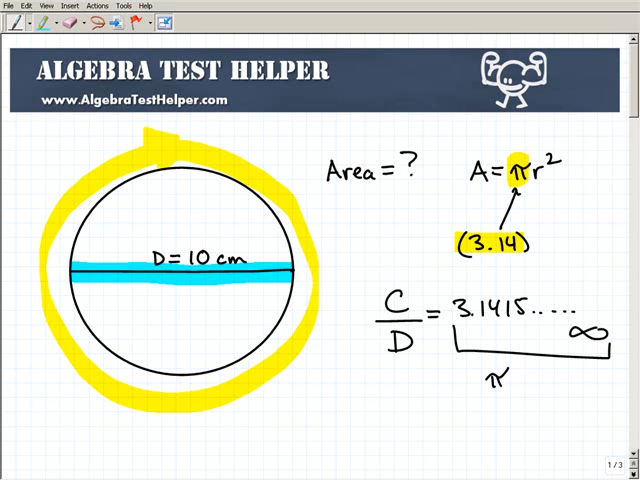 File Edit View Insert Actions Tools Help
ALGEBRA TEST HELPER
www.AlgebraTestHelper.com
Area = ?
A = πr²
(3.14)
D = 10 cm
C/D = 3.1415.....
∞
π
1 / 3